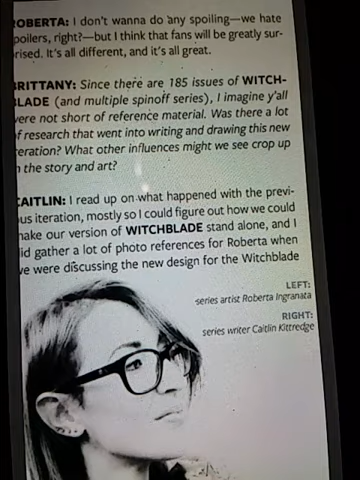 ROBERTA: I don't wanna do any spoiling—we hate
poilers, right?—but I think that fans will be greatly sur-
rised. It's all different, and it's all great.
BRITTANY: Since there are 185 issues of WITCH-
BLADE (and multiple spinoff series), I imagine y'all
were not short of reference material. Was there a lot
of research that went into writing and drawing this new
teration? What other influences might we see crop up
n the story and art?
CAITLIN: I read up on what happened with the previ-
us iteration, mostly so I could figure out how we could
make our version of WITCHBLADE stand alone, and I
id gather a lot of photo references for Roberta when
we were discussing the new design for the Witchblade
LEFT:
series artist Roberta Ingranata
RIGHT:
series writer Caitlin Kittredge